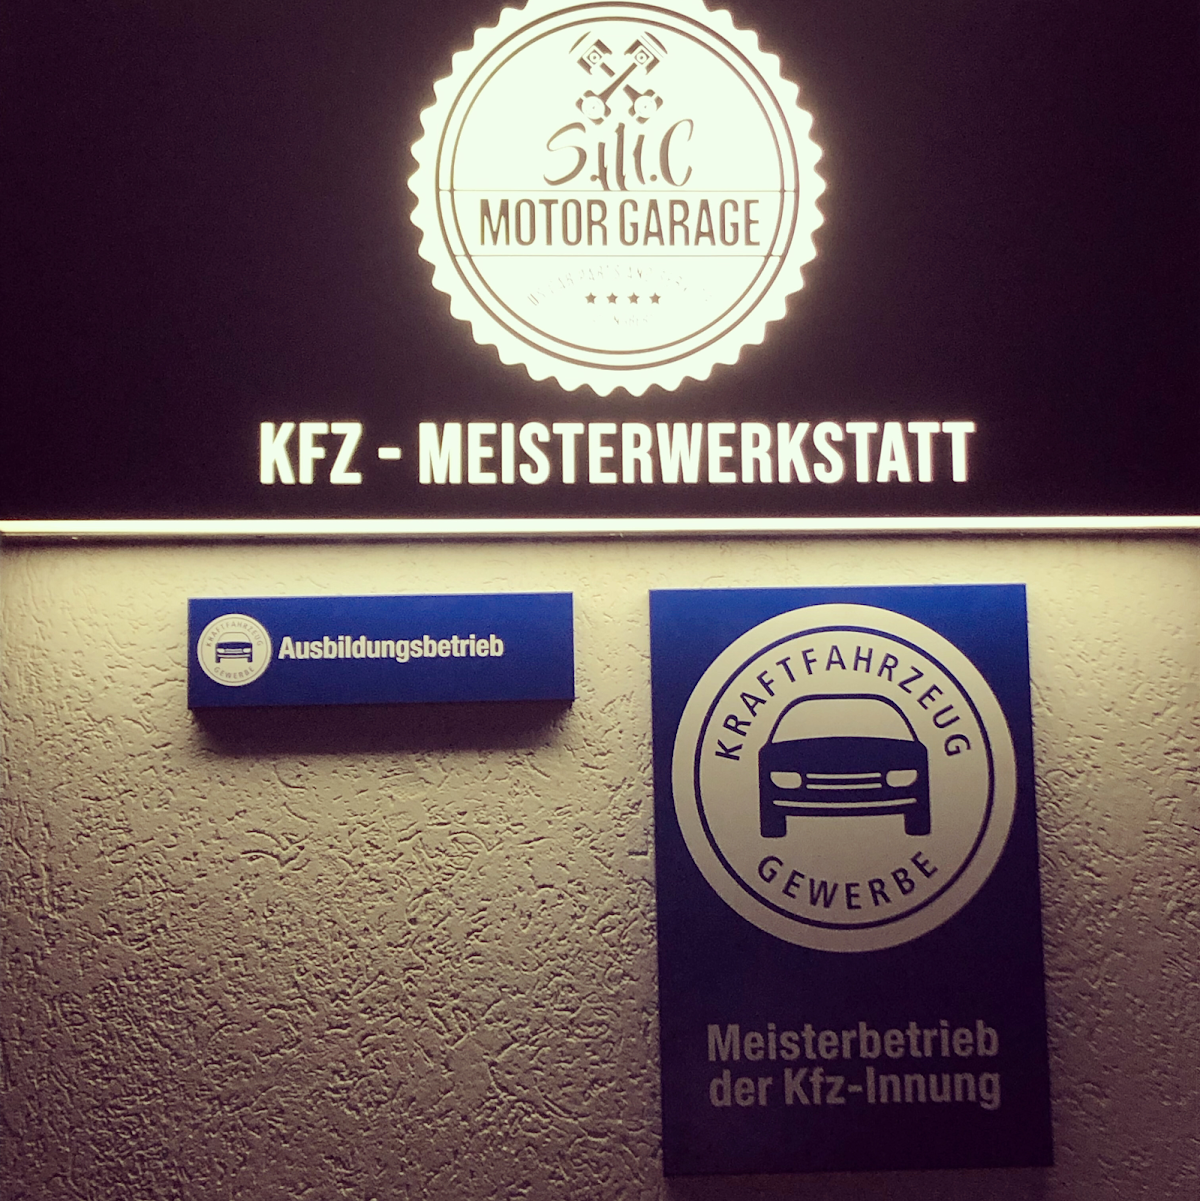 S.M.C
MOTOR GARAGE
KFZ - MEISTERWERKSTATT
KRAFTFAHRZEUG
GEWERBE
Ausbildungsbetrieb
KRAFTFAHRZEUG
GEWERBE
Meisterbetrieb
der Kfz-Innung